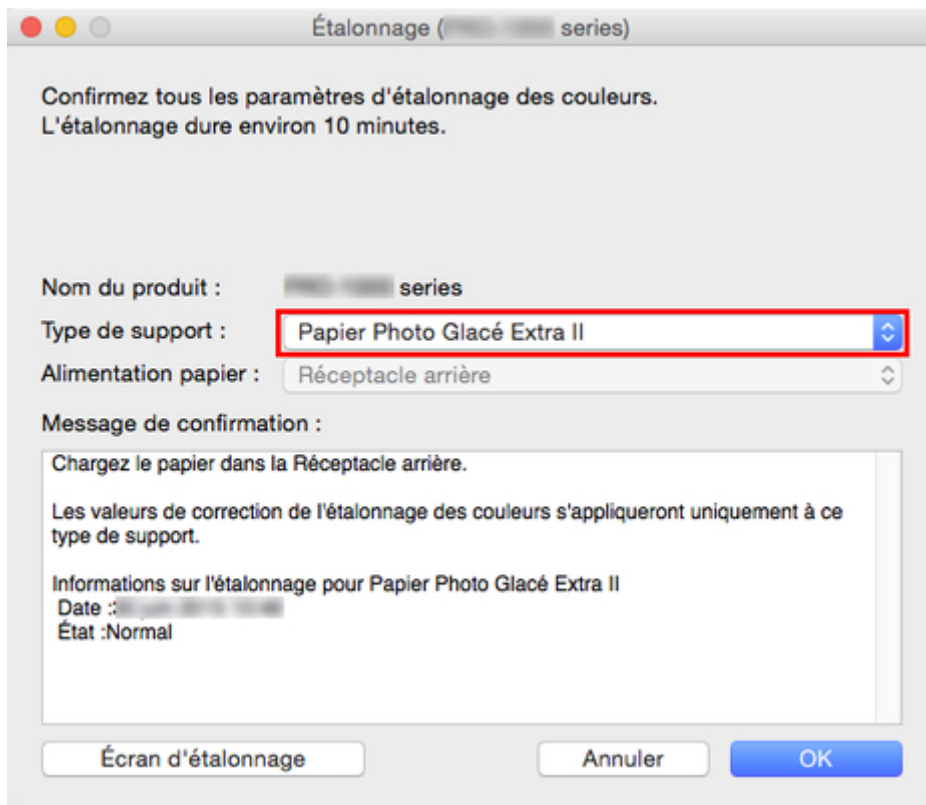 Étalonnage ( series)
Confirmez tous les paramètres d'étalonnage des couleurs.
L'étalonnage dure environ 10 minutes.
Nom du produit : series
Type de support : Papier Photo Glacé Extra II
Alimentation papier : Réceptacle arrière
Message de confirmation :
Chargez le papier dans la Réceptacle arrière.
Les valeurs de correction de l'étalonnage des couleurs s'appliqueront uniquement à ce
type de support.
Informations sur l'étalonnage pour Papier Photo Glacé Extra II
Date :
État :Normal
Écran d'étalonnage Annuler OK